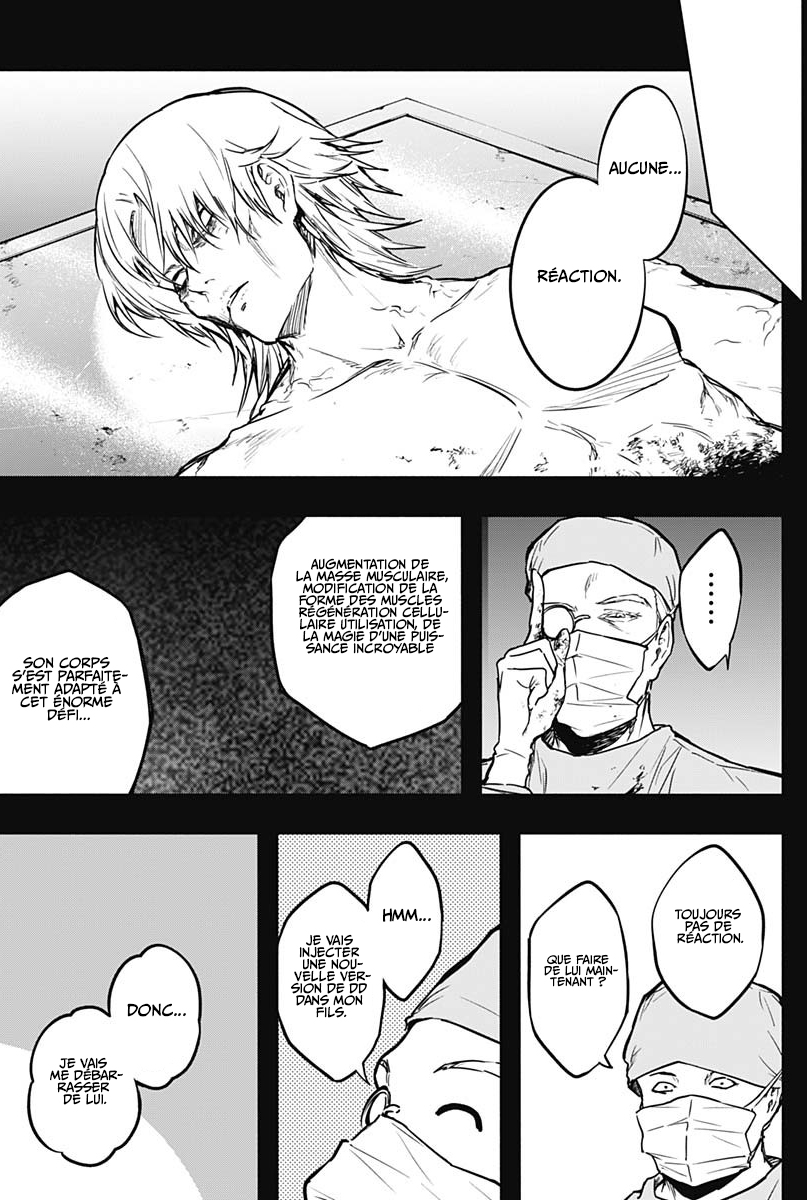 AUCUNE...
RÉACTION.
......
AUGMENTATION DE
LA MASSE MUSCULAIRE,
MODIFICATION DE LA
FORME DES MUSCLES
RÉGÉNÉRATION CELLU-
LAIRE UTILISATION, DE
LA MAGIE D'UNE PUIS-
SANCE INCROYABLE
SON CORPS
S'EST PARFAITE-
MENT ADAPTÉ À
CET ÉNORME
DÉFI...
TOUJOURS
PAS DE
RÉACTION.
QUE FAIRE
DE LUI MAIN-
TENANT ?
HMM...
JE VAIS
INJECTER
UNE NOU-
VELLE VER-
SION DE DD
DANS MON
FILS.
DONC...
JE VAIS
ME DÉBAR-
RASSER
DE LUI.